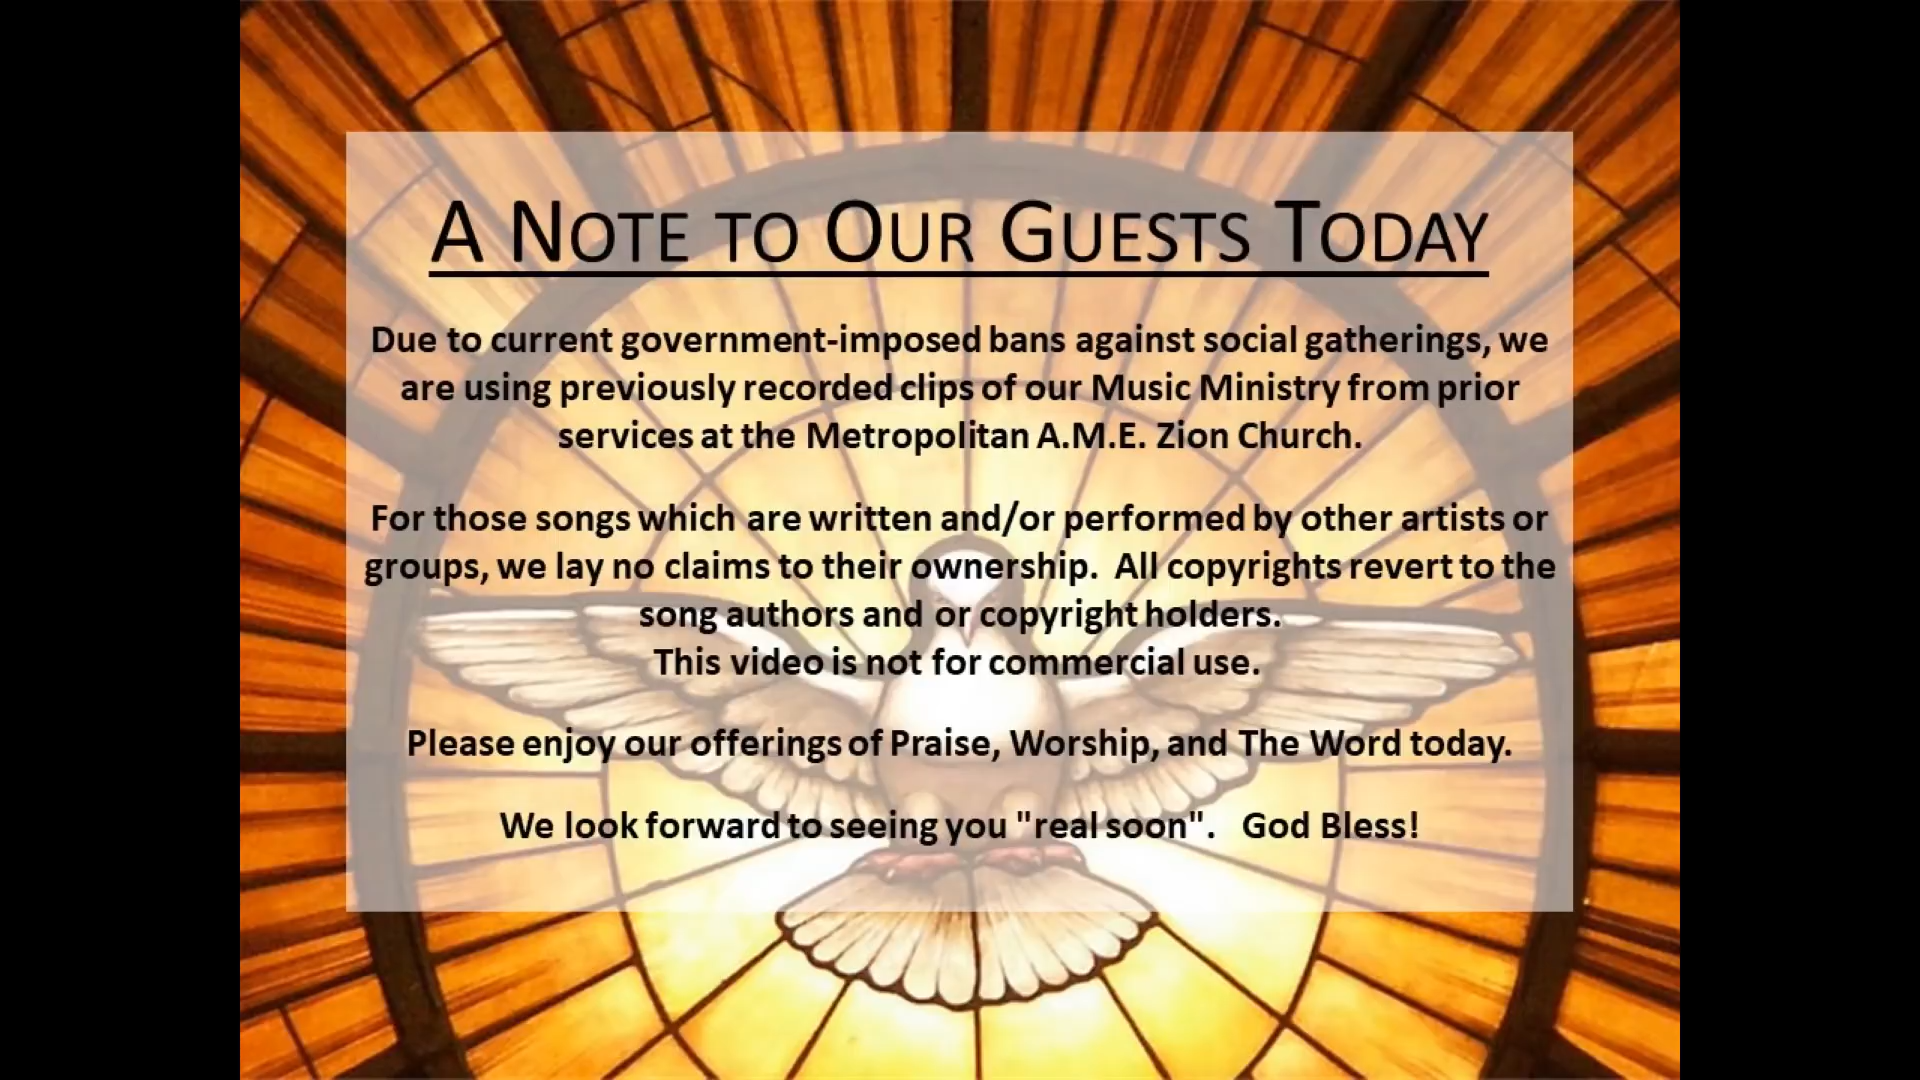 A Note to Our Guests Today
Due to current government-imposed bans against social gatherings, we
are using previously recorded clips of our Music Ministry from prior
services at the Metropolitan A.M.E. Zion Church.
For those songs which are written and/or performed by other artists or
groups, we lay no claims to their ownership.  All copyrights revert to the
song authors and or copyright holders.
This video is not for commercial use.
Please enjoy our offerings of Praise, Worship, and The Word today.
We look forward to seeing you "real soon".   God Bless!